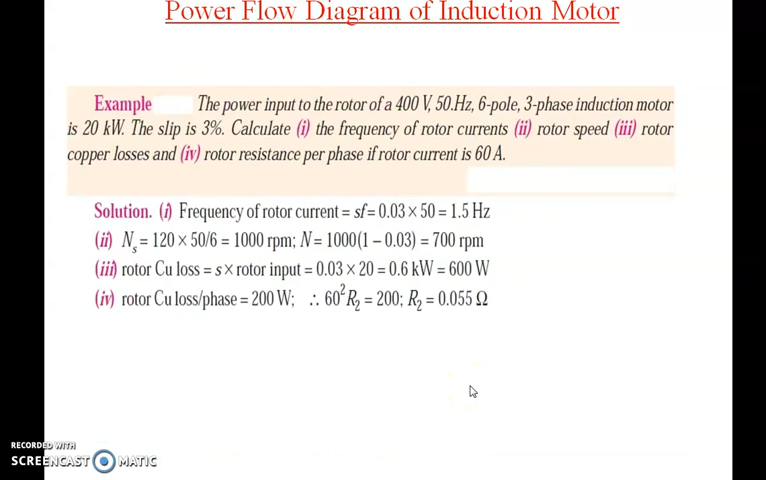 Power Flow Diagram of Induction Motor
Example The power input to the rotor of a 400 V, 50.Hz, 6-pole, 3-phase induction motor
is 20 kW. The slip is 3%. Calculate (i) the frequency of rotor currents (ii) rotor speed (iii) rotor
copper losses and (iv) rotor resistance per phase if rotor current is 60 A.
Solution. (i) Frequency of rotor current = sf = 0.03 × 50 = 1.5 Hz
(ii) Nₛ = 120 × 50/6 = 1000 rpm; N = 1000(1 – 0.03) = 700 rpm
(iii) rotor Cu loss = s × rotor input = 0.03 × 20 = 0.6 kW = 600 W
(iv) rotor Cu loss/phase = 200 W; ∴ 60²R₂ = 200; R₂ = 0.055 Ω
RECORDED WITH
SCREENCAST MATIC